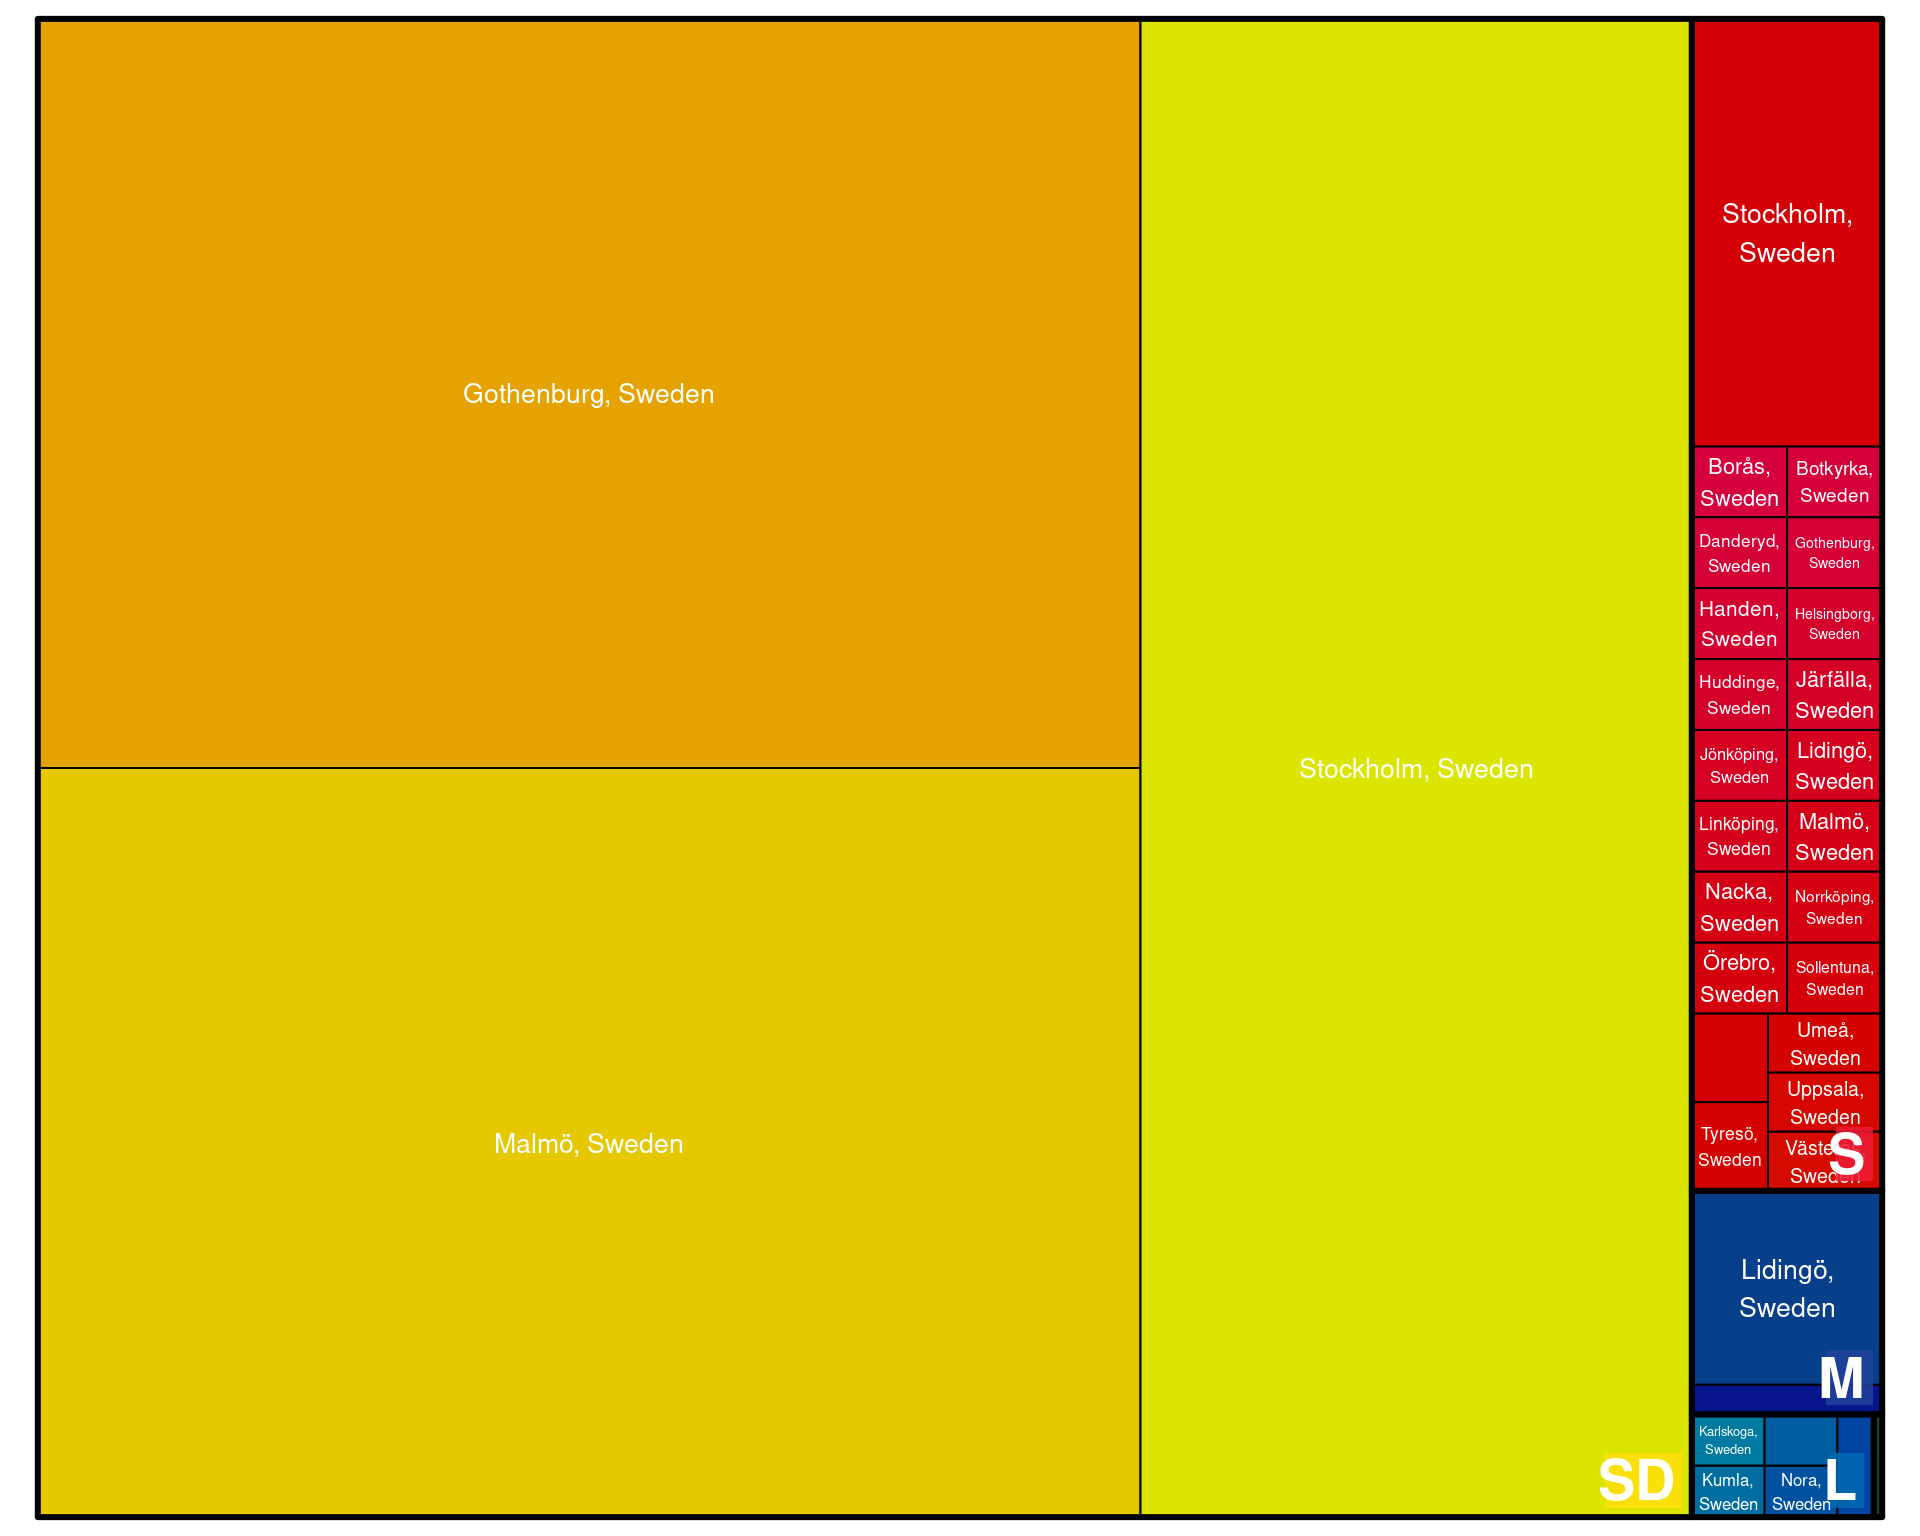 Gothenburg, Sweden
Malmö, Sweden
Stockholm, Sweden
SD
Stockholm,
Sweden
Borås,
Sweden
Botkyrka,
Sweden
Danderyd,
Sweden
Gothenburg,
Sweden
Handen,
Sweden
Helsingborg,
Sweden
Huddinge,
Sweden
Järfälla,
Sweden
Jönköping,
Sweden
Lidingö,
Sweden
Linköping,
Sweden
Malmö,
Sweden
Nacka,
Sweden
Norrköping,
Sweden
Örebro,
Sweden
Sollentuna,
Sweden
Umeå,
Sweden
Uppsala,
Sweden
Tyresö,
Sweden
Sweden
S
Lidingö,
Sweden
M
Karlskoga,
Sweden
Kumla,
Sweden
Nora,
Sweden
L